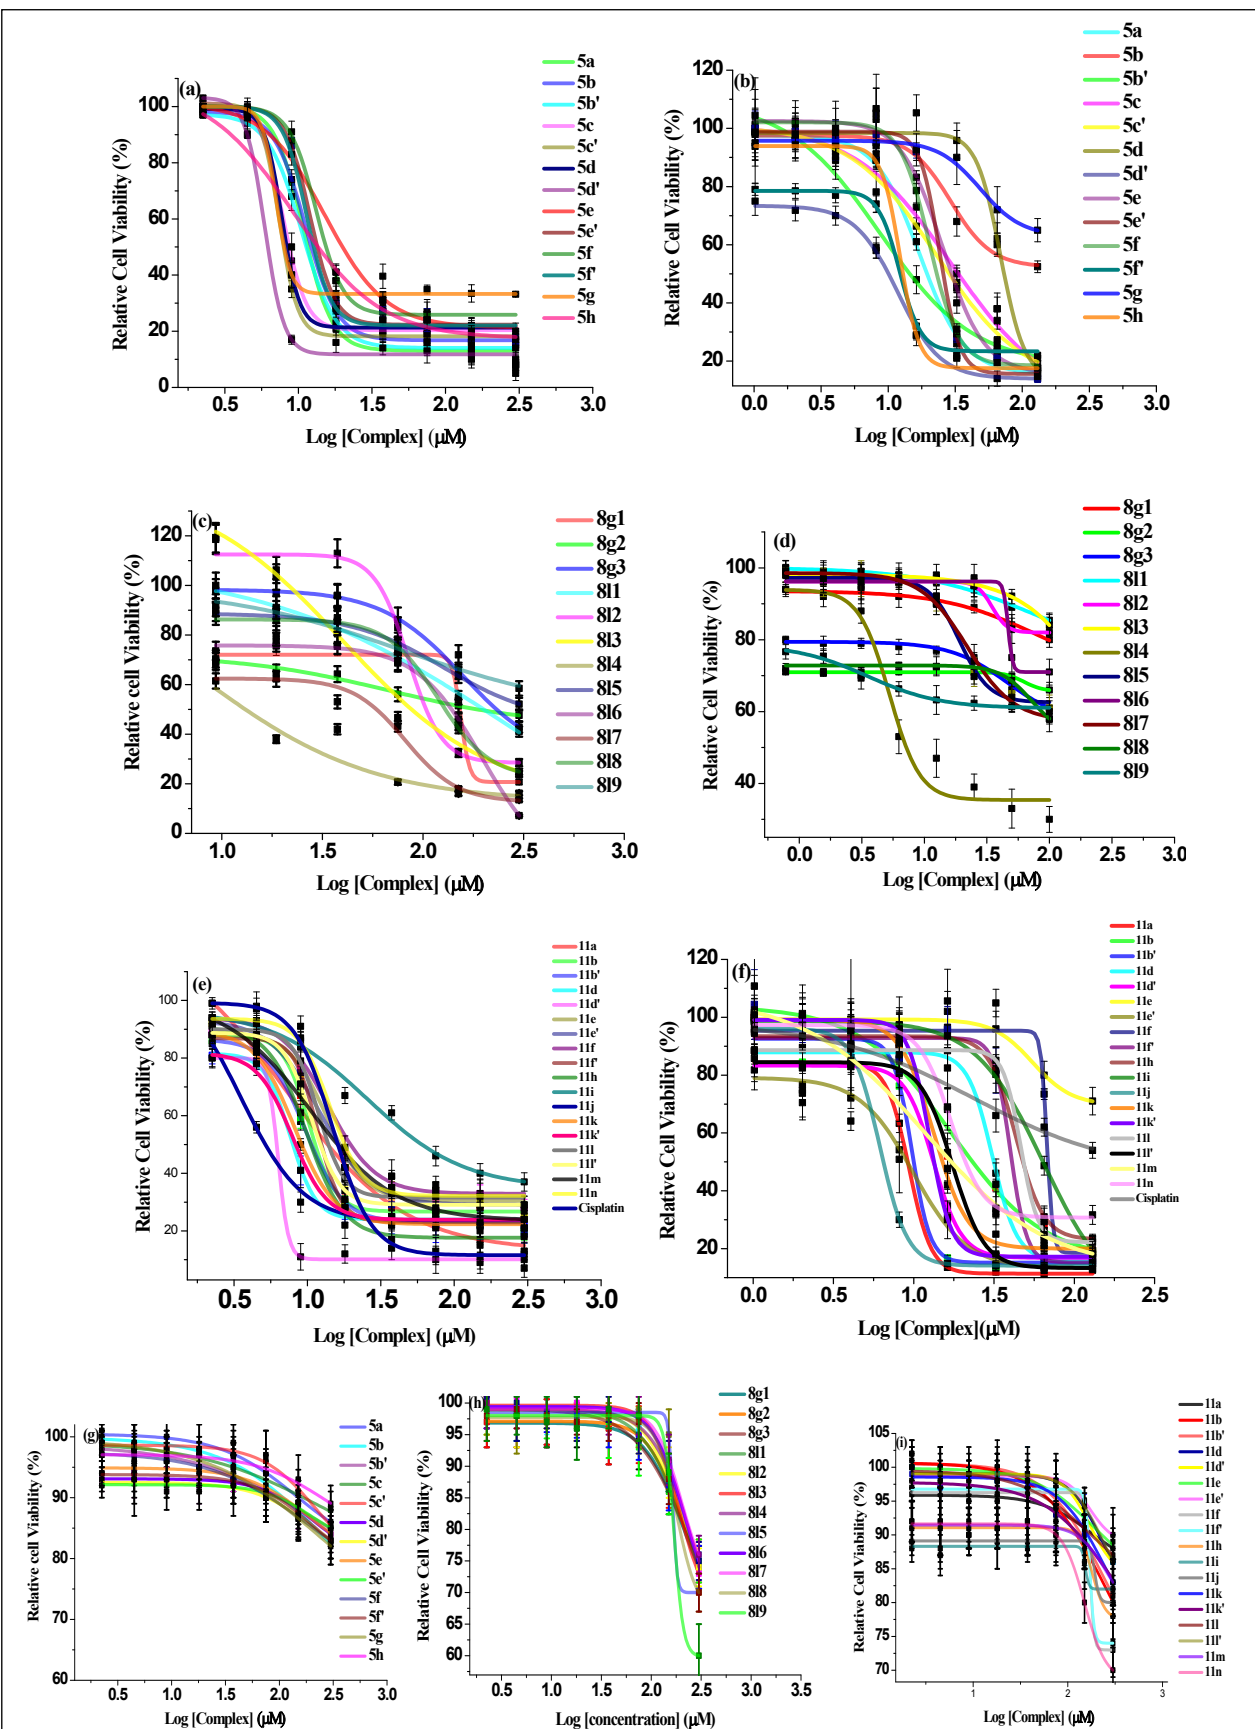 (a)
Relative Cell Viability (%)
100
80
60
40
20
0
0.5 1.0 1.5 2.0 2.5 3.0
Log [Complex] (µM)
5a
5b
5b'
5c
5c'
5d
5d'
5e
5e'
5f
5f'
5g
5h
(b)
Relative Cell Viability (%)
120
100
80
60
40
20
0.0 0.5 1.0 1.5 2.0 2.5 3.0
Log [Complex] (µM)
5a
5b
5b'
5c
5c'
5d
5d'
5e
5e'
5f
5f'
5g
5h
(c)
Relative cell Viability (%)
120
100
80
60
40
20
0
1.0 1.5 2.0 2.5 3.0
Log [Complex] (µM)
8g1
8g2
8g3
8l1
8l2
8l3
8l4
8l5
8l6
8l7
8l8
8l9
(d)
Relative Cell Viability (%)
100
80
60
40
0.0 0.5 1.0 1.5 2.0 2.5 3.0
Log [Complex] (µM)
8g1
8g2
8g3
8l1
8l2
8l3
8l4
8l5
8l6
8l7
8l8
8l9
(e)
Relative Cell Viability (%)
100
80
60
40
20
0.5 1.0 1.5 2.0 2.5 3.0
Log [Complex] (µM)
11a
11b
11b'
11d
11d'
11e
11e'
11f
11f'
11h
11i
11j
11k
11k'
11l
11l'
11m
11n
Cisplatin
(f)
Relative Cell Viability (%)
120
100
80
60
40
20
0.0 0.5 1.0 1.5 2.0 2.5
Log [Complex](µM)
11a
11b
11b'
11d
11d'
11e
11e'
11f
11f'
11h
11i
11j
11k
11k'
11l
11l'
11m
11n
Cisplatin
(g)
Relative cell Viability (%)
100
90
80
70
60
0.5 1.0 1.5 2.0 2.5 3.0
Log [Complex] (µM)
5a
5b
5b'
5c
5c'
5d
5d'
5e
5e'
5f
5f'
5g
5h
(h)
Relative Cell Viability (%)
100
95
90
85
80
75
70
65
60
0.5 1.0 1.5 2.0 2.5 3.0 3.5
Log [concentration] (µM)
8g1
8g2
8g3
8l1
8l2
8l3
8l4
8l5
8l6
8l7
8l8
8l9
(i)
Relative Cell Viability (%)
105
100
95
90
85
80
75
70
1 2 3
Log [Complex] (µM)
11a
11b
11b'
11d
11d'
11e
11e'
11f
11f'
11h
11i
11j
11k
11k'
11l
11l'
11m
11n